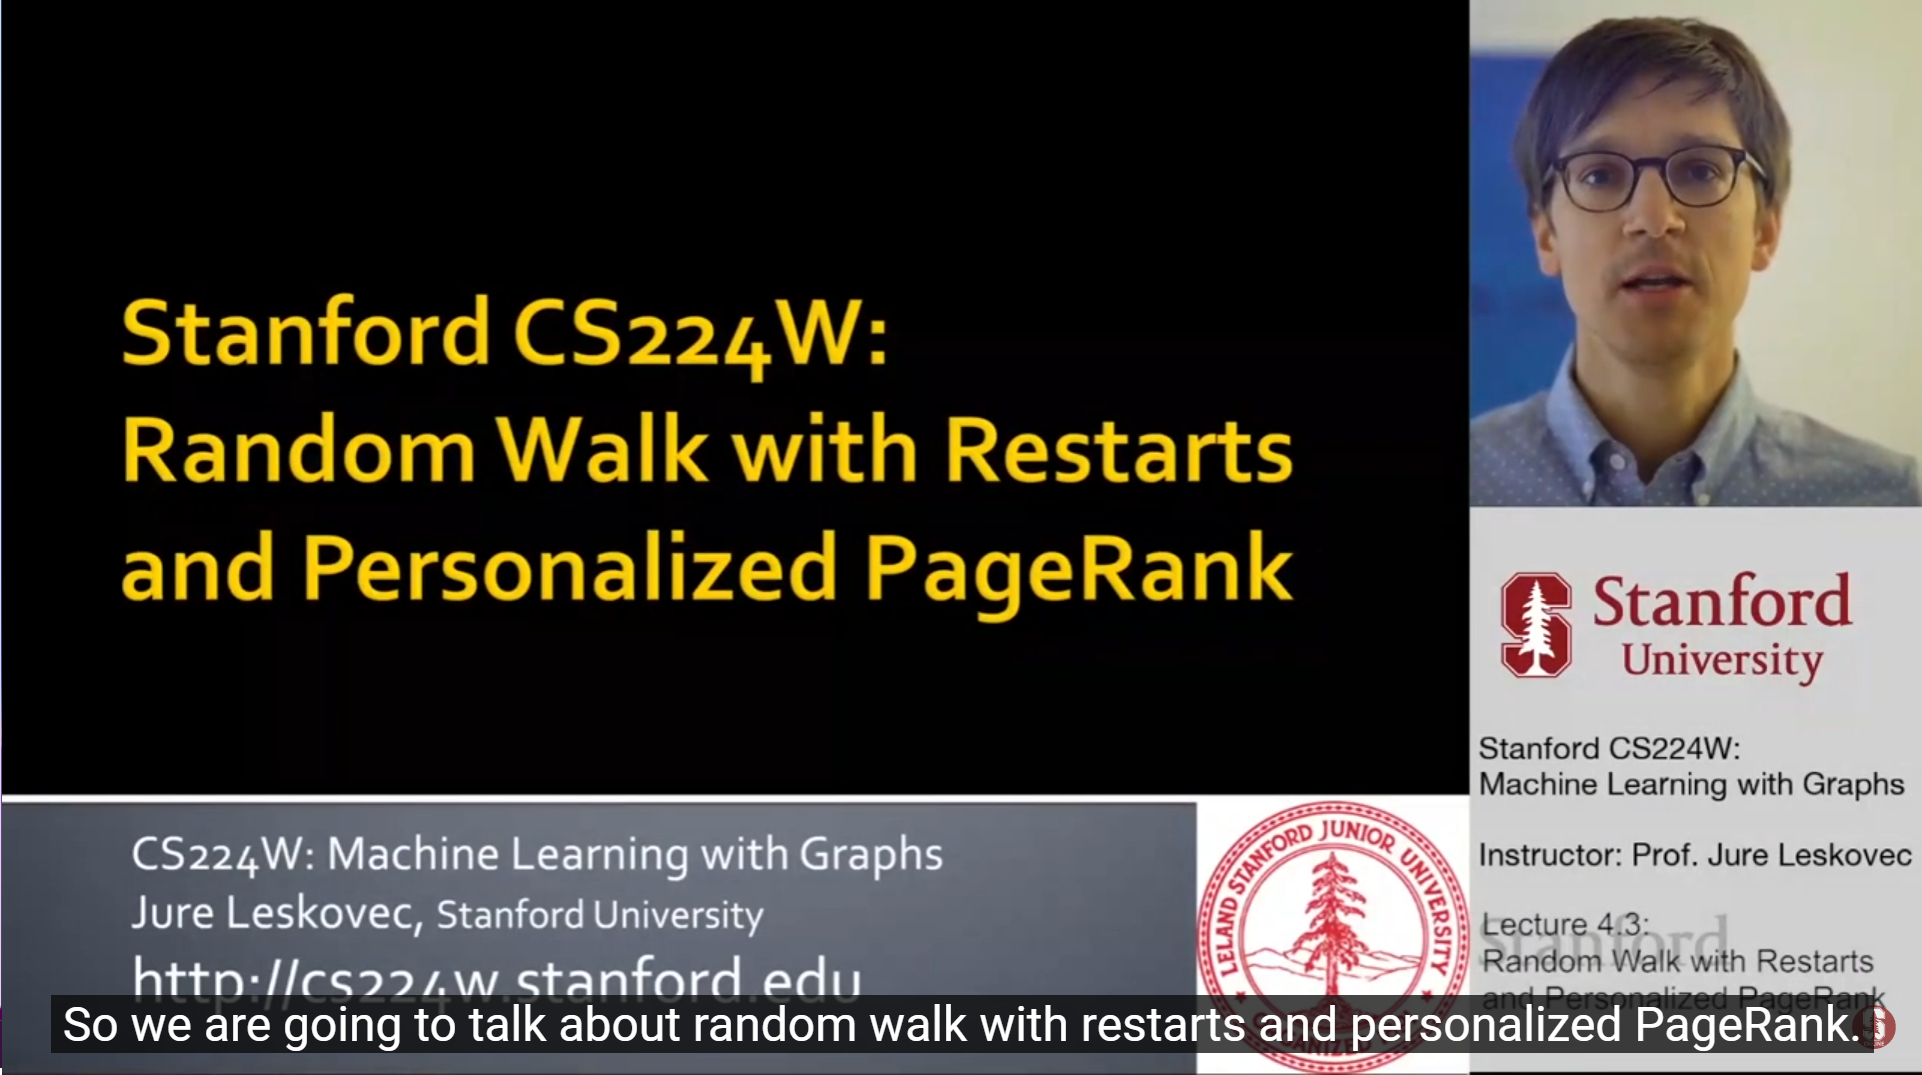 Stanford CS224W:
Random Walk with Restarts
and Personalized PageRank
CS224W: Machine Learning with Graphs
Jure Leskovec, Stanford University
http://cs224w.stanford.edu
LELAND STANFORD JUNIOR UNIVERSITY
Stanford
University
Stanford CS224W:
Machine Learning with Graphs
Instructor: Prof. Jure Leskovec
Lecture 4.3:
Stanford
Random Walk with Restarts
and Personalized PageRank
So we are going to talk about random walk with restarts and personalized PageRank.